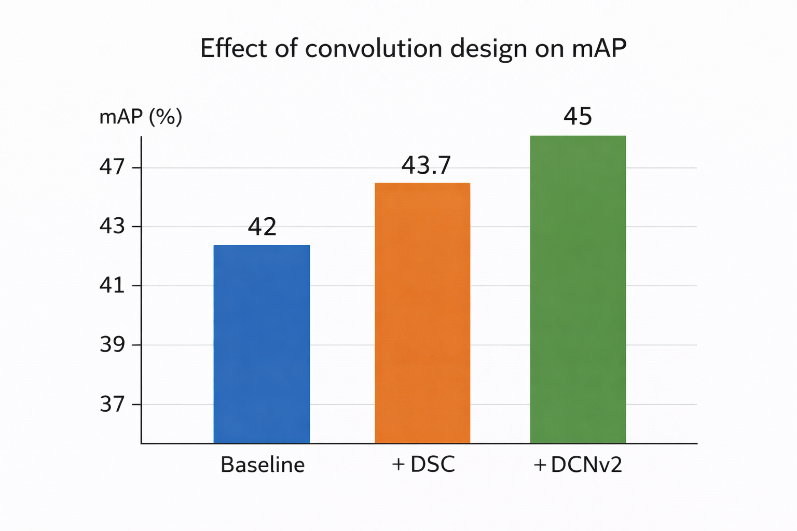 Effect of convolution design on mAP
mAP (%)
45
47
43.7
43
42
41
39
37
Baseline
+ DSC
+ DCNv2